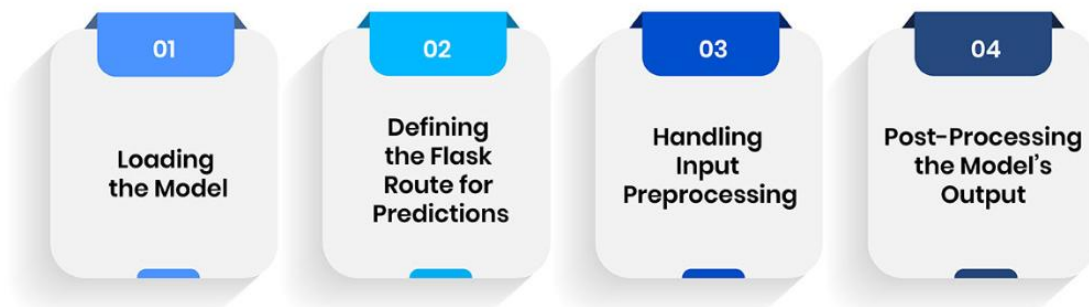 01
Loading
the Model
02
Defining
the Flask
Route for
Predictions
03
Handling
Input
Preprocessing
04
Post-Processing
the Model's
Output